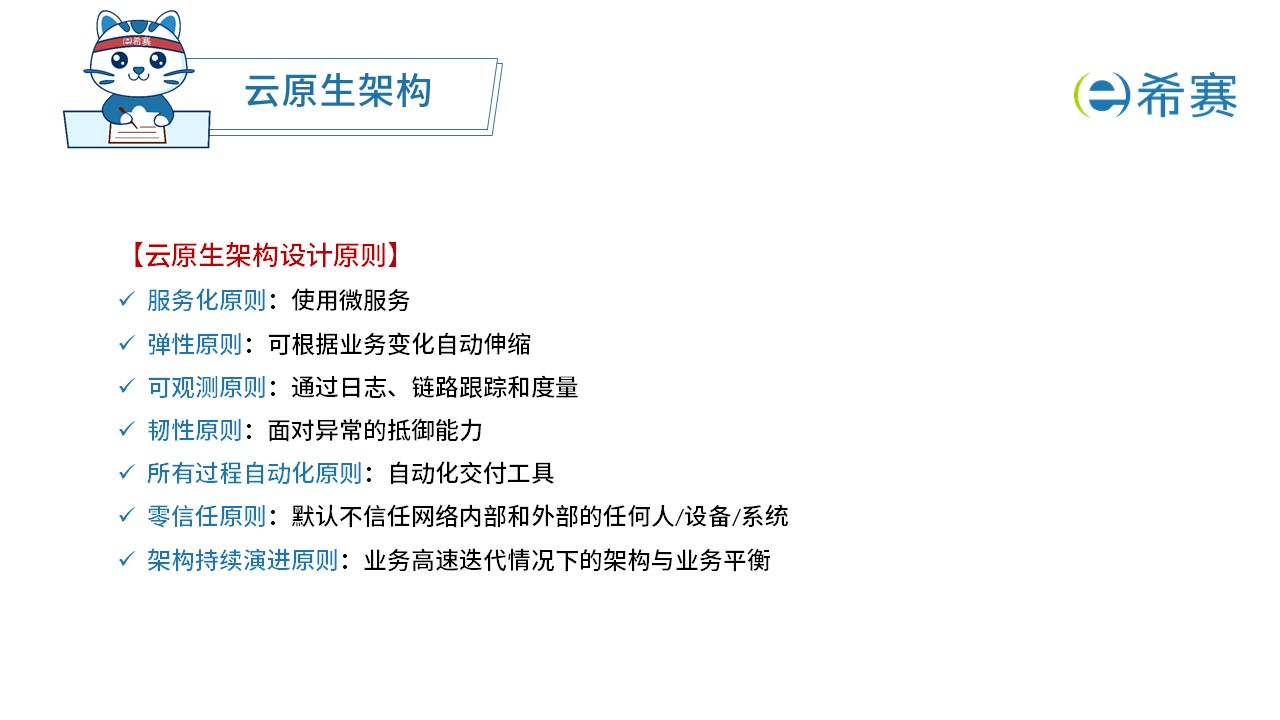 希赛
云原生架构
希赛
【云原生架构设计原则】
✓ 服务化原则：使用微服务
✓ 弹性原则：可根据业务变化自动伸缩
✓ 可观测原则：通过日志、链路跟踪和度量
✓ 韧性原则：面对异常的抵御能力
✓ 所有过程自动化原则：自动化交付工具
✓ 零信任原则：默认不信任网络内部和外部的任何人/设备/系统
✓ 架构持续演进原则：业务高速迭代情况下的架构与业务平衡